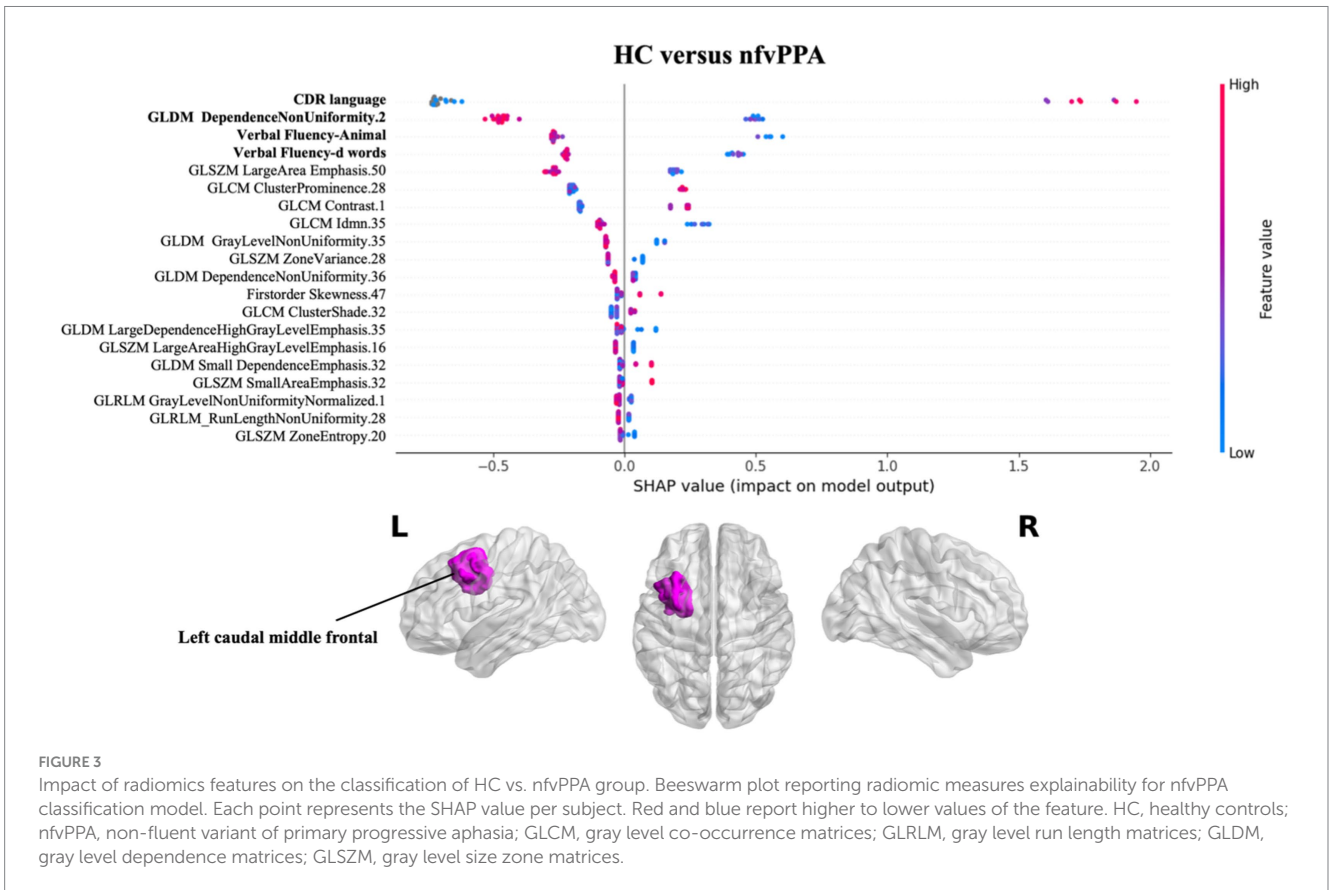 HC versus nfvPPA
CDR language
GLDM DependenceNonUniformity.2
Verbal Fluency-Animal
Verbal Fluency-d words
GLSZM LargeArea Emphasis.50
GLCM ClusterProminence.28
GLCM Contrast.1
GLCM Idmn.35
GLDM GrayLevelNonUniformity.35
GLSZM ZoneVariance.28
GLDM DependenceNonUniformity.36
Firstorder Skewness.47
GLCM ClusterShade.32
GLDM LargeDependenceHighGrayLevelEmphasis.35
GLSZM LargeAreaHighGrayLevelEmphasis.16
GLDM Small DependenceEmphasis.32
GLSZM SmallAreaEmphasis.32
GLRLM GrayLevelNonUniformityNormalized.1
GLRLM_RunLengthNonUniformity.28
GLSZM ZoneEntropy.20
−0.5 0.0 0.5 1.0 1.5 2.0
SHAP value (impact on model output)
High
Feature value
Low
L
R
Left caudal middle frontal
FIGURE 3
Impact of radiomics features on the classification of HC vs. nfvPPA group. Beeswarm plot reporting radiomic measures explainability for nfvPPA
classification model. Each point represents the SHAP value per subject. Red and blue report higher to lower values of the feature. HC, healthy controls;
nfvPPA, non-fluent variant of primary progressive aphasia; GLCM, gray level co-occurrence matrices; GLRLM, gray level run length matrices; GLDM,
gray level dependence matrices; GLSZM, gray level size zone matrices.